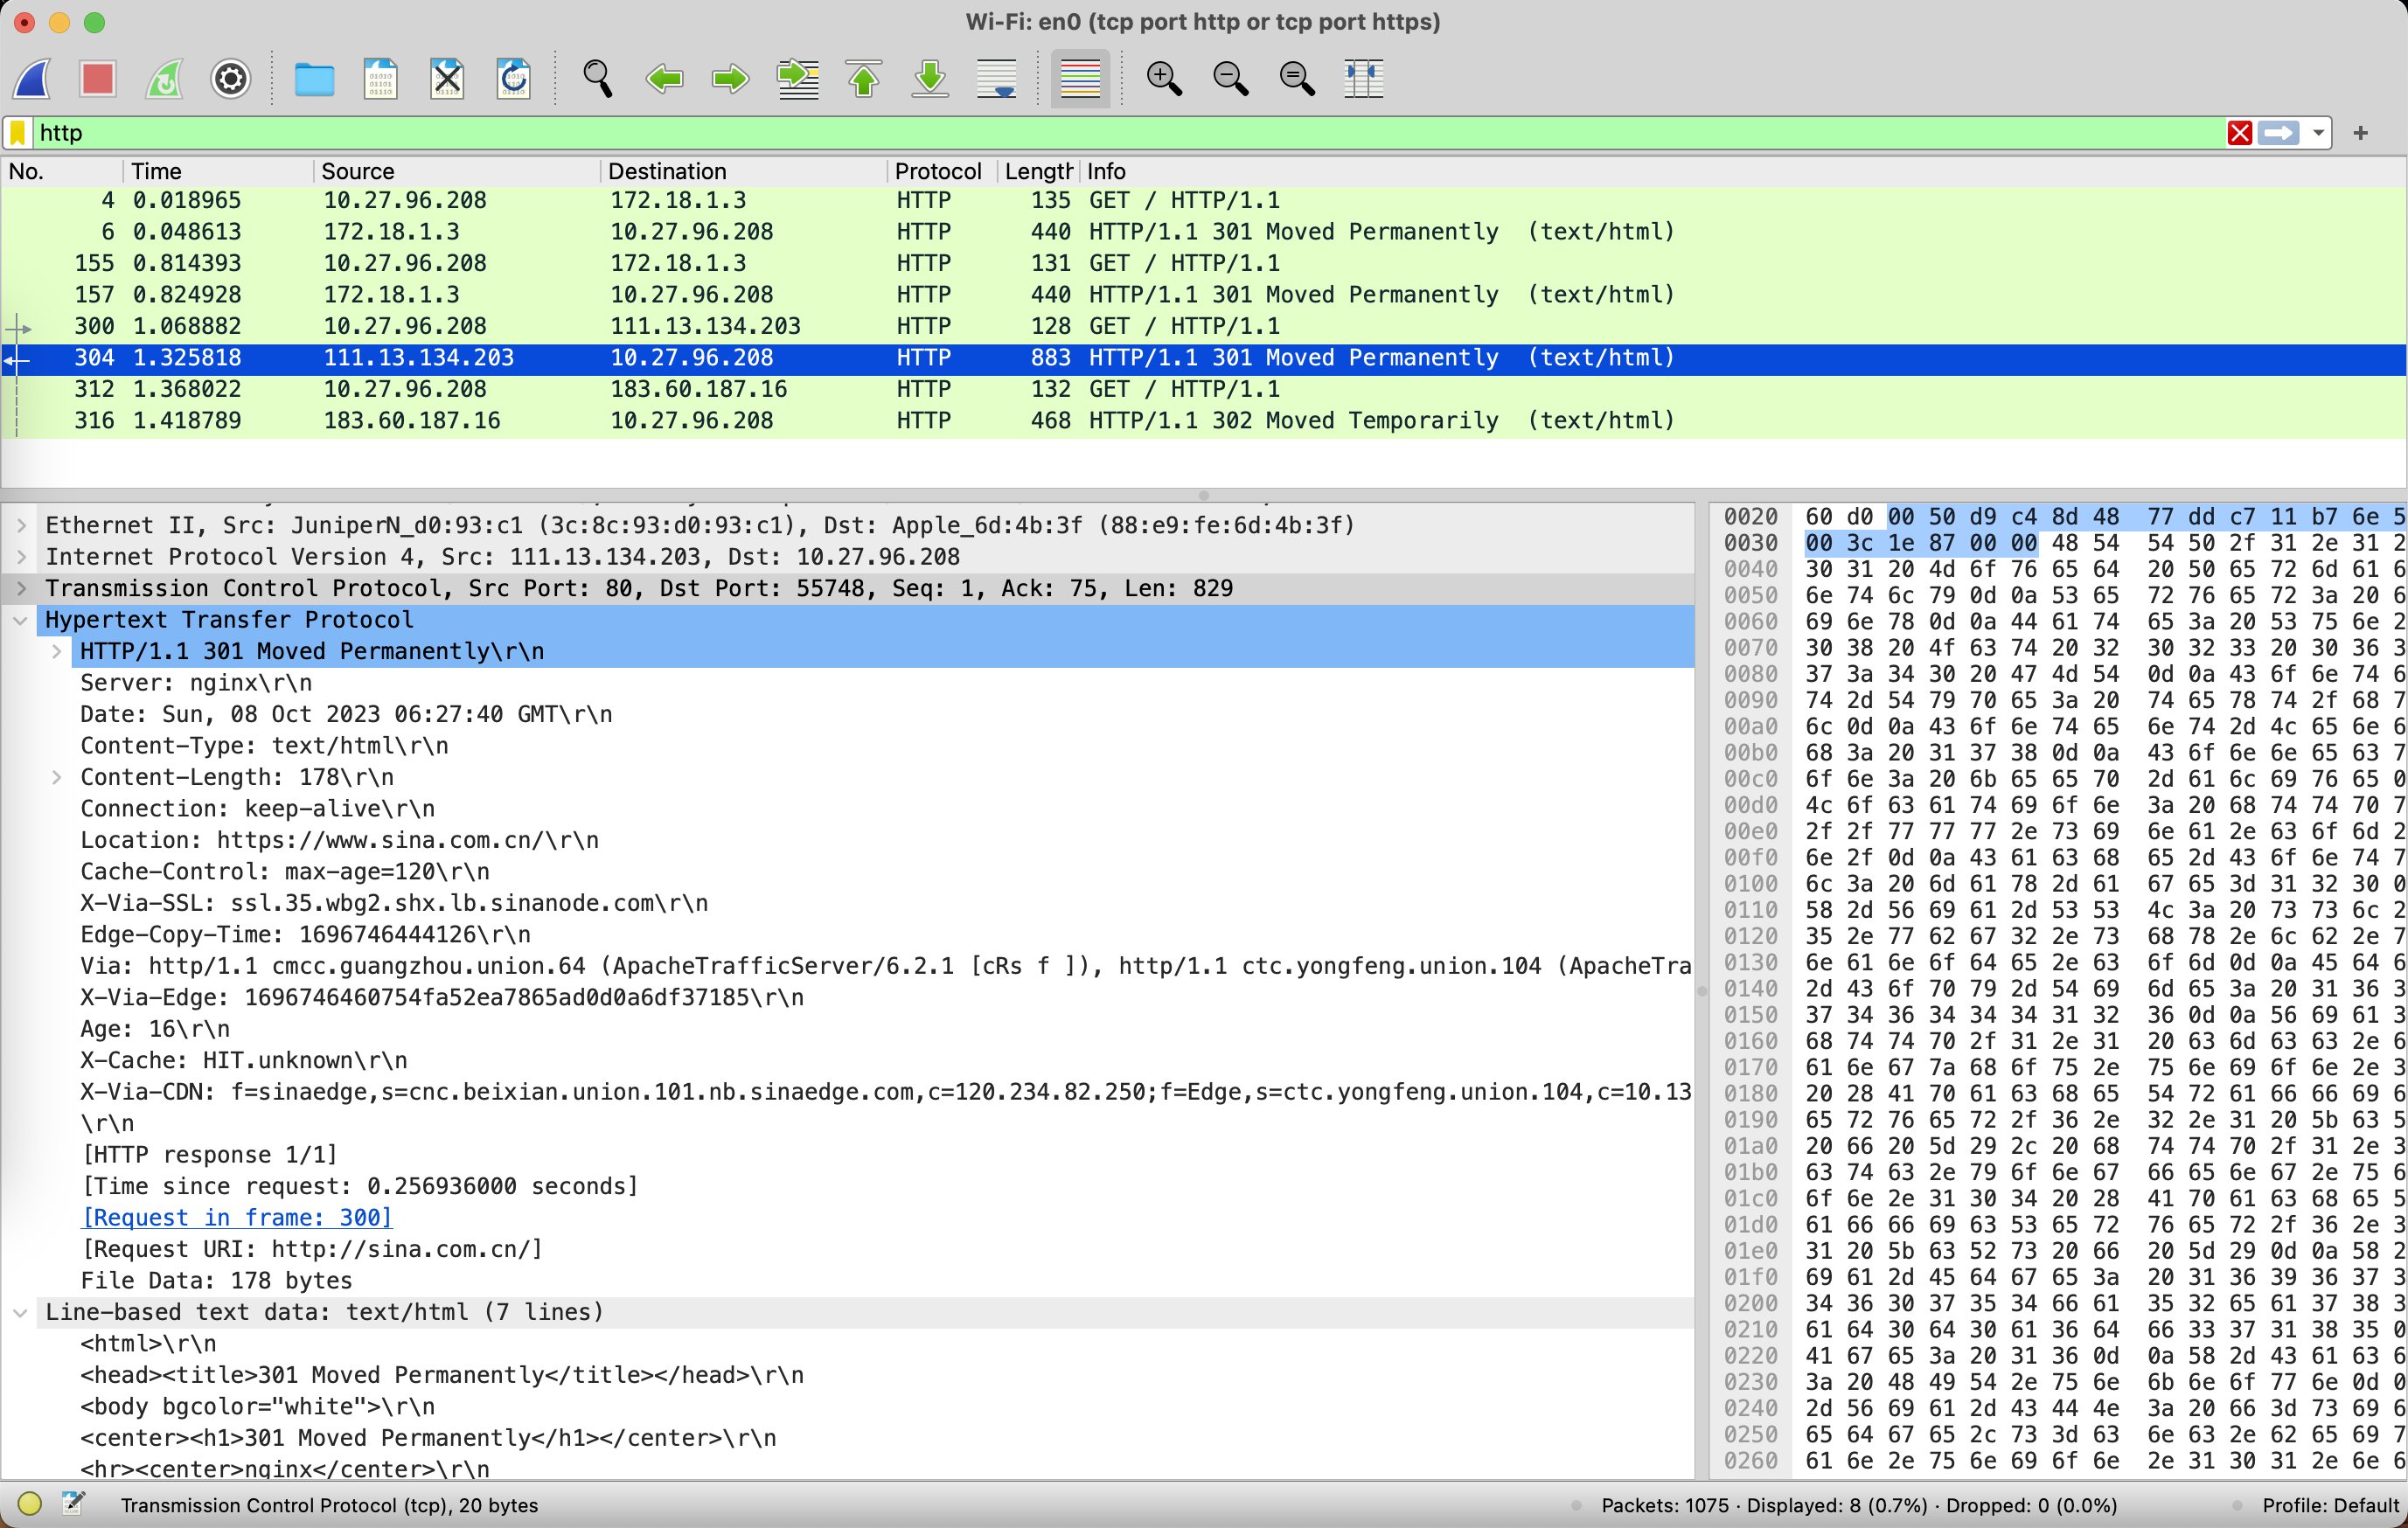 Wi-Fi: en0 (tcp port http or tcp port https)
http
No. Time Source Destination Protocol Length Info
4 0.018965 10.27.96.208 172.18.1.3 HTTP 135 GET / HTTP/1.1
6 0.048613 172.18.1.3 10.27.96.208 HTTP 440 HTTP/1.1 301 Moved Permanently  (text/html)
155 0.814393 10.27.96.208 172.18.1.3 HTTP 131 GET / HTTP/1.1
157 0.824928 172.18.1.3 10.27.96.208 HTTP 440 HTTP/1.1 301 Moved Permanently  (text/html)
300 1.068882 10.27.96.208 111.13.134.203 HTTP 128 GET / HTTP/1.1
304 1.325818 111.13.134.203 10.27.96.208 HTTP 883 HTTP/1.1 301 Moved Permanently  (text/html)
312 1.368022 10.27.96.208 183.60.187.16 HTTP 132 GET / HTTP/1.1
316 1.418789 183.60.187.16 10.27.96.208 HTTP 468 HTTP/1.1 302 Moved Temporarily  (text/html)
Ethernet II, Src: JuniperN_d0:93:c1 (3c:8c:93:d0:93:c1), Dst: Apple_6d:4b:3f (88:e9:fe:6d:4b:3f)
Internet Protocol Version 4, Src: 111.13.134.203, Dst: 10.27.96.208
Transmission Control Protocol, Src Port: 80, Dst Port: 55748, Seq: 1, Ack: 75, Len: 829
Hypertext Transfer Protocol
HTTP/1.1 301 Moved Permanently\r\n
Server: nginx\r\n
Date: Sun, 08 Oct 2023 06:27:40 GMT\r\n
Content-Type: text/html\r\n
Content-Length: 178\r\n
Connection: keep-alive\r\n
Location: https://www.sina.com.cn/\r\n
Cache-Control: max-age=120\r\n
X-Via-SSL: ssl.35.wbg2.shx.lb.sinanode.com\r\n
Edge-Copy-Time: 1696746444126\r\n
Via: http/1.1 cmcc.guangzhou.union.64 (ApacheTrafficServer/6.2.1 [cRs f ]), http/1.1 ctc.yongfeng.union.104 (ApacheTra
X-Via-Edge: 1696746460754fa52ea7865ad0d0a6df37185\r\n
Age: 16\r\n
X-Cache: HIT.unknown\r\n
X-Via-CDN: f=sinaedge,s=cnc.beixian.union.101.nb.sinaedge.com,c=120.234.82.250;f=Edge,s=ctc.yongfeng.union.104,c=10.13
\r\n
[HTTP response 1/1]
[Time since request: 0.256936000 seconds]
[Request in frame: 300]
[Request URI: http://sina.com.cn/]
File Data: 178 bytes
Line-based text data: text/html (7 lines)
<html>\r\n
<head><title>301 Moved Permanently</title></head>\r\n
<body bgcolor="white">\r\n
<center><h1>301 Moved Permanently</h1></center>\r\n
<hr><center>nginx</center>\r\n
0020 60 d0 00 50 d9 c4 8d 48 77 dd c7 11 b7 6e 5
0030 00 3c 1e 87 00 00 48 54 54 50 2f 31 2e 31 2
0040 30 31 20 4d 6f 76 65 64 20 50 65 72 6d 61 6
0050 6e 74 6c 79 0d 0a 53 65 72 76 65 72 3a 20 6
0060 69 6e 78 0d 0a 44 61 74 65 3a 20 53 75 6e 2
0070 30 38 20 4f 63 74 20 32 30 32 33 20 30 36 3
0080 37 3a 34 30 20 47 4d 54 0d 0a 43 6f 6e 74 6
0090 74 2d 54 79 70 65 3a 20 74 65 78 74 2f 68 7
00a0 6c 0d 0a 43 6f 6e 74 65 6e 74 2d 4c 65 6e 6
00b0 68 3a 20 31 37 38 0d 0a 43 6f 6e 6e 65 63 7
00c0 6f 6e 3a 20 6b 65 65 70 2d 61 6c 69 76 65 0
00d0 4c 6f 63 61 74 69 6f 6e 3a 20 68 74 74 70 7
00e0 2f 2f 77 77 77 2e 73 69 6e 61 2e 63 6f 6d 2
00f0 6e 2f 0d 0a 43 61 63 68 65 2d 43 6f 6e 74 7
0100 6c 3a 20 6d 61 78 2d 61 67 65 3d 31 32 30 0
0110 58 2d 56 69 61 2d 53 53 4c 3a 20 73 73 6c 2
0120 35 2e 77 62 67 32 2e 73 68 78 2e 6c 62 2e 7
0130 6e 61 6e 6f 64 65 2e 63 6f 6d 0d 0a 45 64 6
0140 2d 43 6f 70 79 2d 54 69 6d 65 3a 20 31 36 3
0150 37 34 36 34 34 34 31 32 36 0d 0a 56 69 61 3
0160 68 74 74 70 2f 31 2e 31 20 63 6d 63 63 2e 6
0170 61 6e 67 7a 68 6f 75 2e 75 6e 69 6f 6e 2e 3
0180 20 28 41 70 61 63 68 65 54 72 61 66 66 69 6
0190 65 72 76 65 72 2f 36 2e 32 2e 31 20 5b 63 5
01a0 20 66 20 5d 29 2c 20 68 74 74 70 2f 31 2e 3
01b0 63 74 63 2e 79 6f 6e 67 66 65 6e 67 2e 75 6
01c0 6f 6e 2e 31 30 34 20 28 41 70 61 63 68 65 5
01d0 61 66 66 69 63 53 65 72 76 65 72 2f 36 2e 3
01e0 31 20 5b 63 52 73 20 66 20 5d 29 0d 0a 58 2
01f0 69 61 2d 45 64 67 65 3a 20 31 36 39 36 37 3
0200 34 36 30 37 35 34 66 61 35 32 65 61 37 38 3
0210 61 64 30 64 30 61 36 64 66 33 37 31 38 35 0
0220 41 67 65 3a 20 31 36 0d 0a 58 2d 43 61 63 6
0230 3a 20 48 49 54 2e 75 6e 6b 6e 6f 77 6e 0d 0
0240 2d 56 69 61 2d 43 44 4e 3a 20 66 3d 73 69 6
0250 65 64 67 65 2c 73 3d 63 6e 63 2e 62 65 69 7
0260 61 6e 2e 75 6e 69 6f 6e 2e 31 30 31 2e 6e 6
Transmission Control Protocol (tcp), 20 bytes
Packets: 1075 · Displayed: 8 (0.7%) · Dropped: 0 (0.0%)
Profile: Default